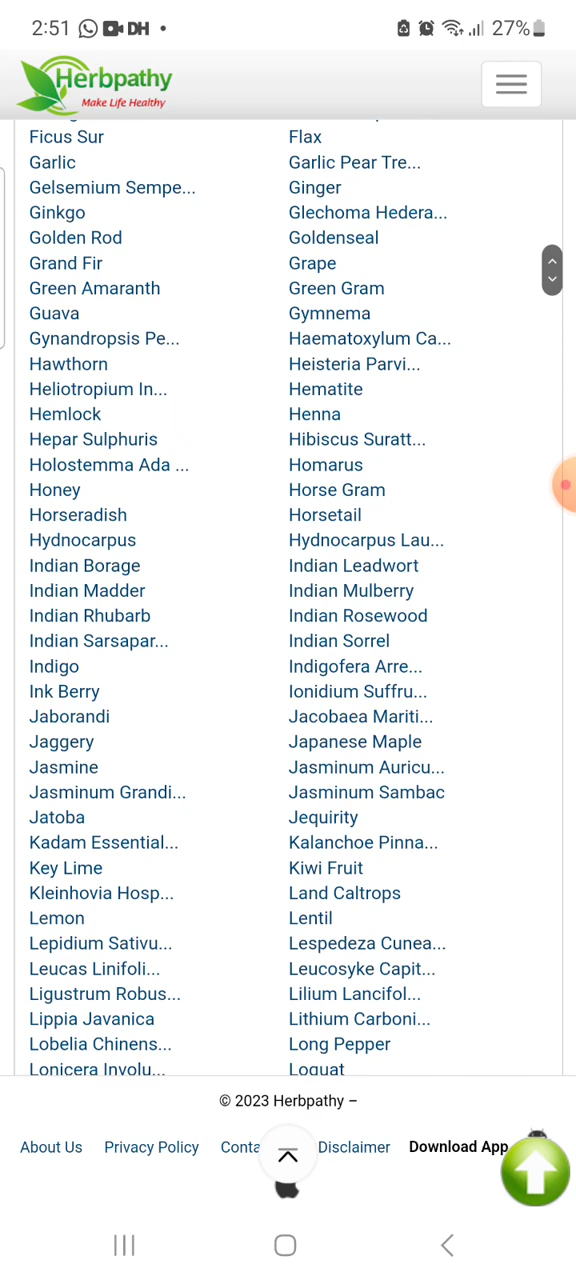 2:51 DH • 27%
Herbpathy
Make Life Healthy
Ficus Sur Flax
Garlic Garlic Pear Tre...
Gelsemium Sempe... Ginger
Ginkgo Glechoma Hedera...
Golden Rod Goldenseal
Grand Fir Grape
Green Amaranth Green Gram
Guava Gymnema
Gynandropsis Pe... Haematoxylum Ca...
Hawthorn Heisteria Parvi...
Heliotropium In... Hematite
Hemlock Henna
Hepar Sulphuris Hibiscus Suratt...
Holostemma Ada ... Homarus
Honey Horse Gram
Horseradish Horsetail
Hydnocarpus Hydnocarpus Lau...
Indian Borage Indian Leadwort
Indian Madder Indian Mulberry
Indian Rhubarb Indian Rosewood
Indian Sarsapar... Indian Sorrel
Indigo Indigofera Arre...
Ink Berry Ionidium Suffru...
Jaborandi Jacobaea Mariti...
Jaggery Japanese Maple
Jasmine Jasminum Auricu...
Jasminum Grandi... Jasminum Sambac
Jatoba Jequirity
Kadam Essential... Kalanchoe Pinna...
Key Lime Kiwi Fruit
Kleinhovia Hosp... Land Caltrops
Lemon Lentil
Lepidium Sativu... Lespedeza Cunea...
Leucas Linifoli... Leucosyke Capit...
Ligustrum Robus... Lilium Lancifol...
Lippia Javanica Lithium Carboni...
Lobelia Chinens... Long Pepper
Lonicera Involu... Loquat
© 2023 Herbpathy –
About Us Privacy Policy Conta Disclaimer Download App